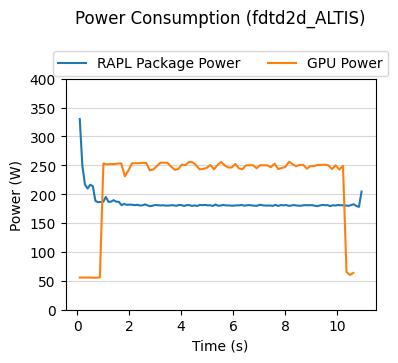 Power Consumption (fdtd2d_ALTIS)
RAPL Package Power GPU Power
400
350
300
250
200
150
100
50
0
Power (W)
0 2 4 6 8 10
Time (s)